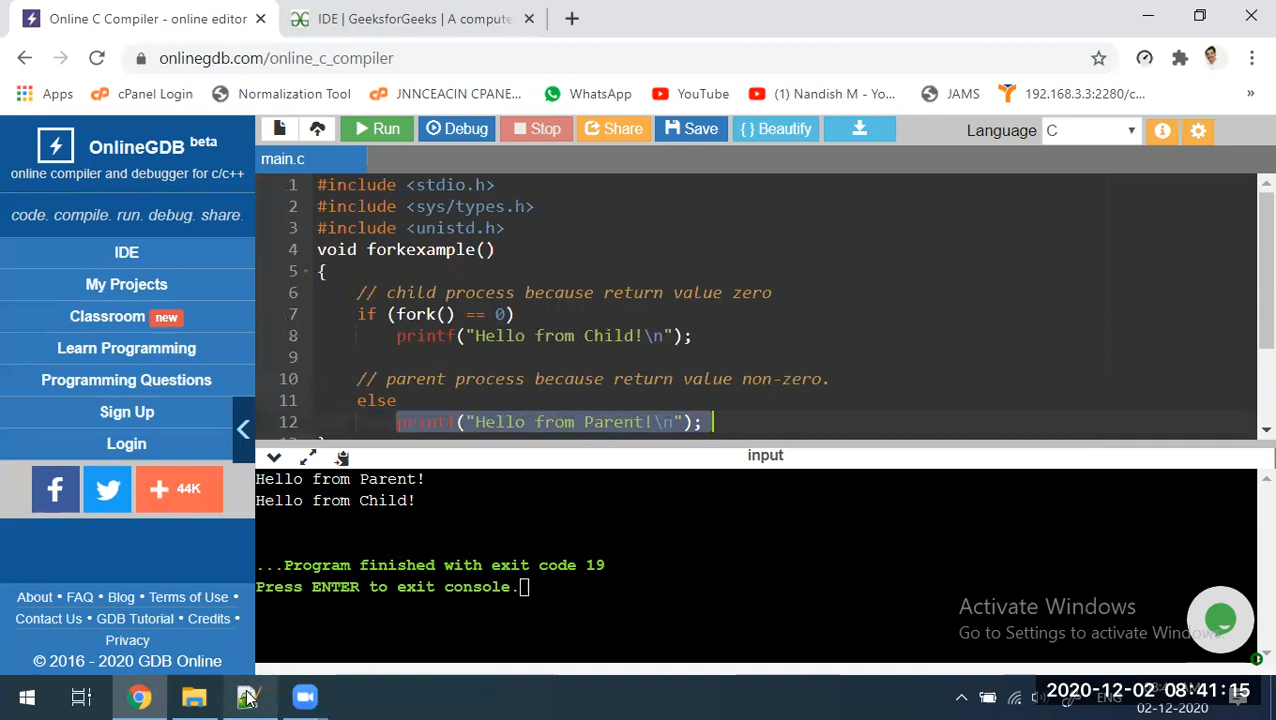 Online C Compiler - online editor
IDE | GeeksforGeeks | A compute
onlinegdb.com/online_c_compiler
Apps
cPanel Login
Normalization Tool
JNNCEACIN CPANE...
WhatsApp
YouTube
(1) Nandish M - Yo...
JAMS
192.168.3.3:2280/c...
»
OnlineGDB beta
online compiler and debugger for c/c++
code. compile. run. debug. share.
IDE
My Projects
Classroom new
Learn Programming
Programming Questions
Sign Up
Login
+ 44K
About • FAQ • Blog • Terms of Use •
Contact Us • GDB Tutorial • Credits •
Privacy
© 2016 - 2020 GDB Online
Run Debug Stop Share Save { } Beautify
Language C
main.c
1 #include <stdio.h>
2 #include <sys/types.h>
3 #include <unistd.h>
4 void forkexample()
5 {
6 // child process because return value zero
7 if (fork() == 0)
8 printf("Hello from Child!\n");
9
10 // parent process because return value non-zero.
11 else
12 printf("Hello from Parent!\n");
input
Hello from Parent!
Hello from Child!
...Program finished with exit code 19
Press ENTER to exit console.
Activate Windows
Go to Settings to activate Windows.
ENG
2020-12-02 08:41:15
02-12-2020